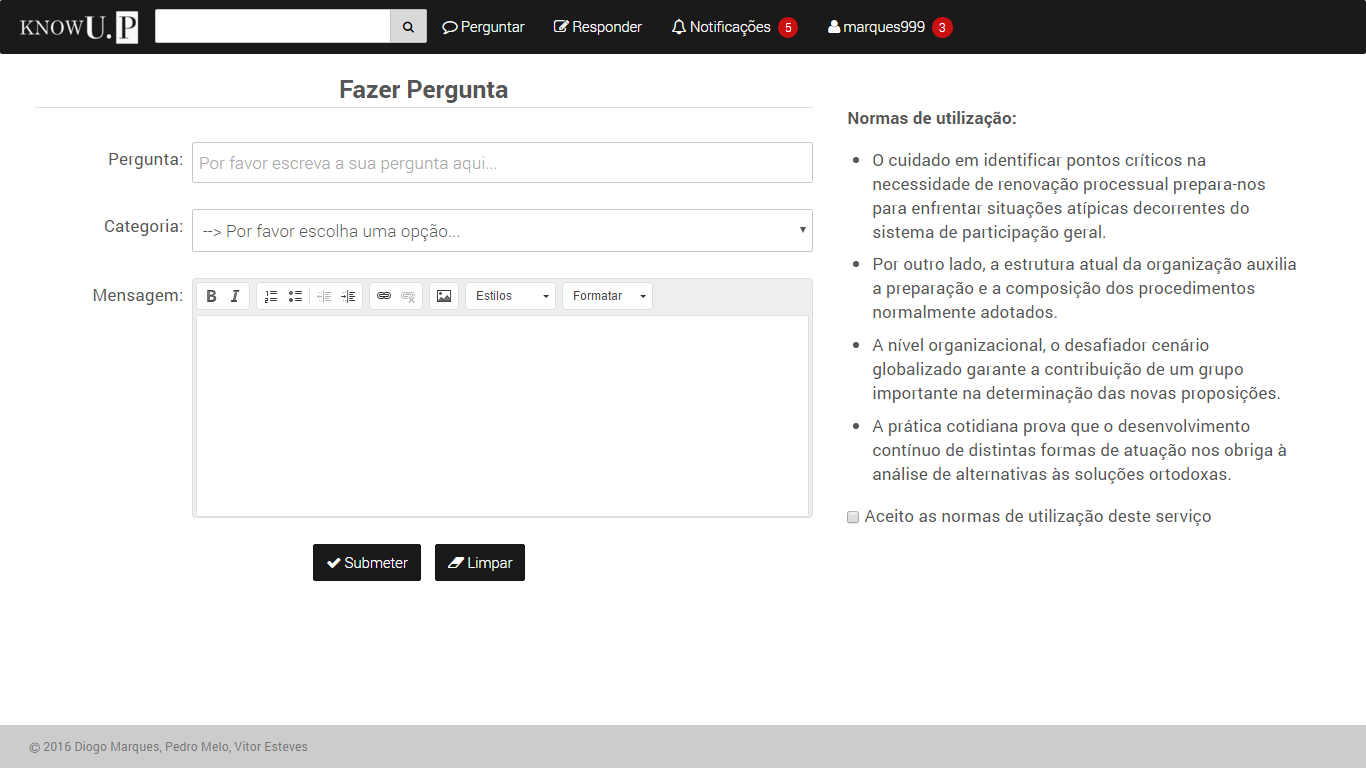 KNOWU.P Perguntar Responder Notificações 5 marques999 3
Fazer Pergunta
Pergunta: Por favor escreva a sua pergunta aqui...
Categoria: --> Por favor escolha uma opção...
Mensagem: B I Estilos Formatar
Submeter Limpar
Normas de utilização:
• O cuidado em identificar pontos críticos na
necessidade de renovação processual prepara-nos
para enfrentar situações atípicas decorrentes do
sistema de participação geral.
• Por outro lado, a estrutura atual da organização auxilia
a preparação e a composição dos procedimentos
normalmente adotados.
• A nível organizacional, o desafiador cenário
globalizado garante a contribuição de um grupo
importante na determinação das novas proposições.
• A prática cotidiana prova que o desenvolvimento
contínuo de distintas formas de atuação nos obriga à
análise de alternativas às soluções ortodoxas.
Aceito as normas de utilização deste serviço
© 2016 Diogo Marques, Pedro Melo, Vitor Esteves